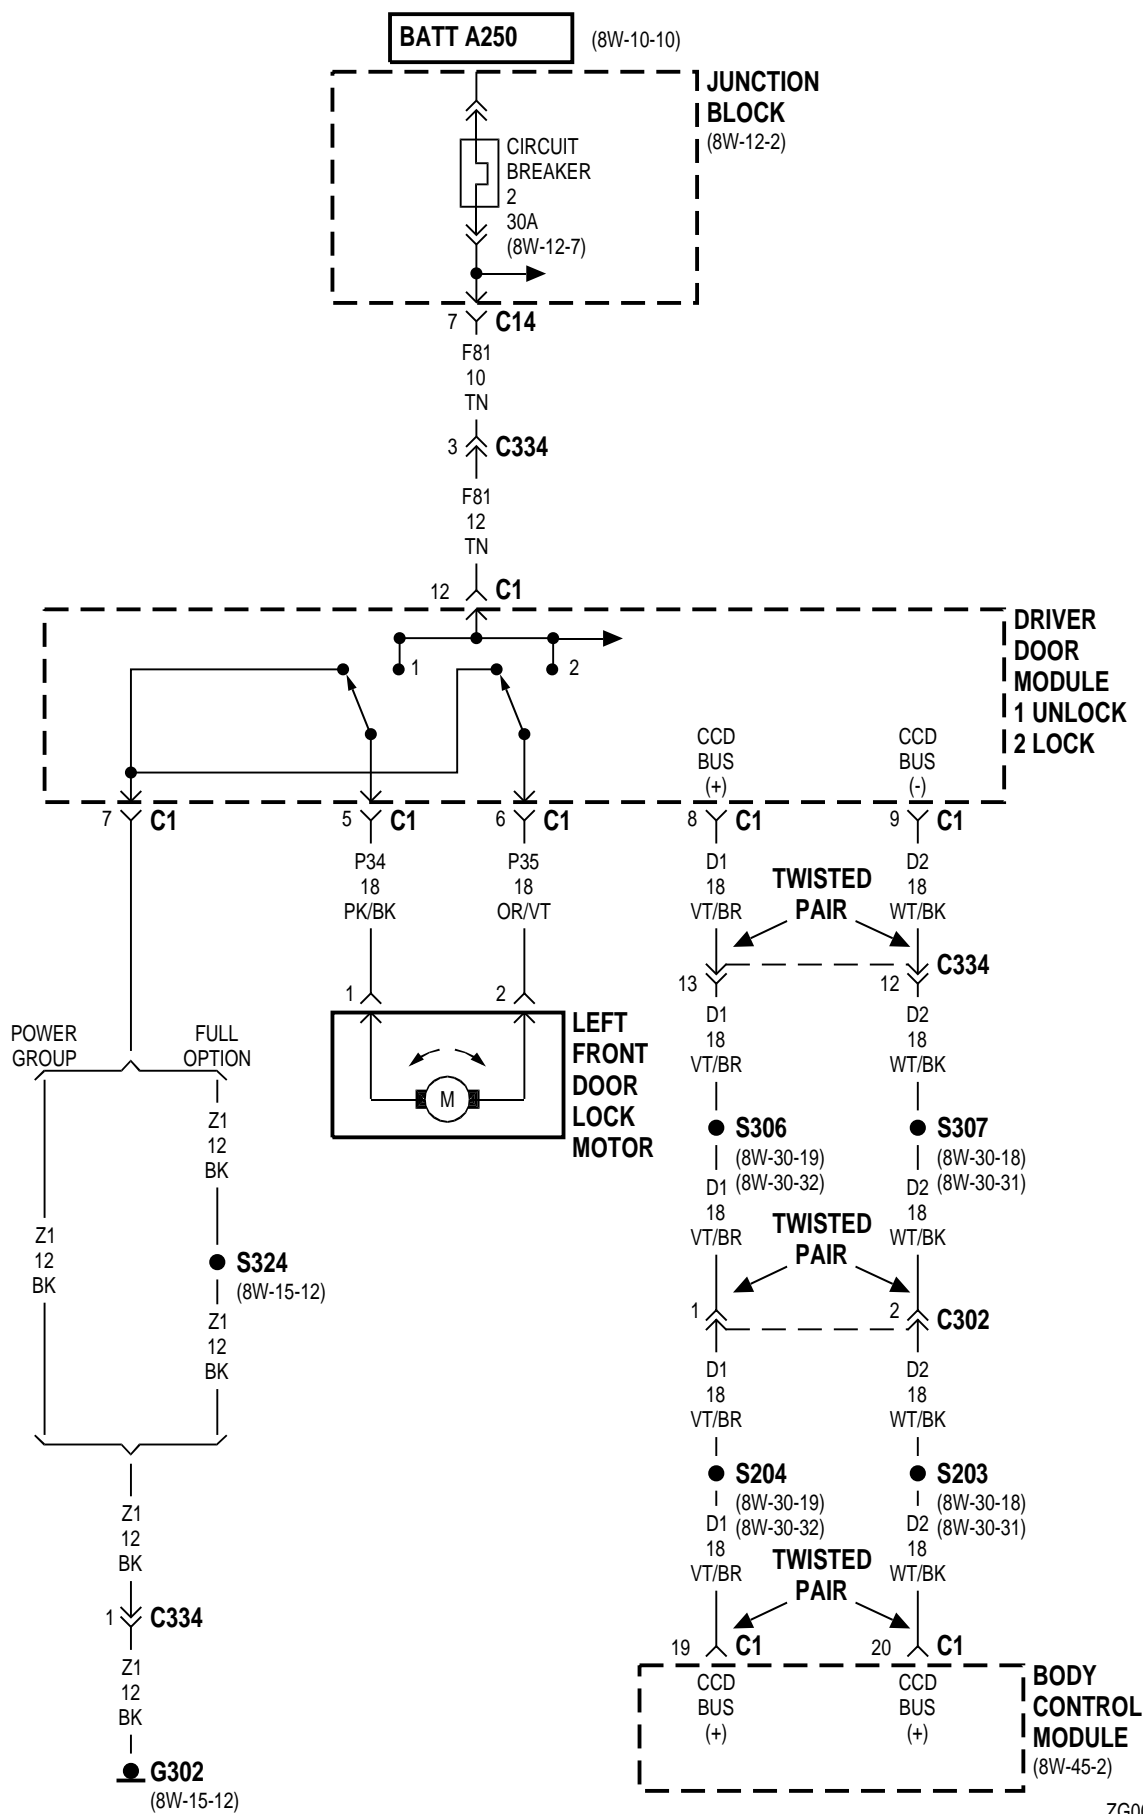 BATT A250
(8W-10-10)
JUNCTION
BLOCK
(8W-12-2)
CIRCUIT
BREAKER
2
30A
(8W-12-7)
7
C14
F81
10
TN
3
C334
F81
12
TN
12
C1
DRIVER
DOOR
MODULE
1 UNLOCK
2 LOCK
1
2
CCD
BUS
(+)
CCD
BUS
(-)
7
C1
5
C1
6
C1
8
C1
9
C1
P34
18
PK/BK
P35
18
OR/VT
D1
18
VT/BR
TWISTED
PAIR
D2
18
WT/BK
13
12
C334
1
2
LEFT
FRONT
DOOR
LOCK
MOTOR
M
POWER
GROUP
FULL
OPTION
D1
18
VT/BR
D2
18
WT/BK
Z1
12
BK
S306
(8W-30-19)
(8W-30-32)
S307
(8W-30-18)
(8W-30-31)
D1
18
VT/BR
TWISTED
PAIR
D2
18
WT/BK
Z1
12
BK
S324
(8W-15-12)
Z1
12
BK
1
2
C302
D1
18
VT/BR
D2
18
WT/BK
S204
(8W-30-19)
(8W-30-32)
S203
(8W-30-18)
(8W-30-31)
D1
18
VT/BR
TWISTED
PAIR
D2
18
WT/BK
Z1
12
BK
1
C334
Z1
12
BK
G302
(8W-15-12)
19
C1
20
C1
CCD
BUS
(+)
CCD
BUS
(+)
BODY
CONTROL
MODULE
(8W-45-2)